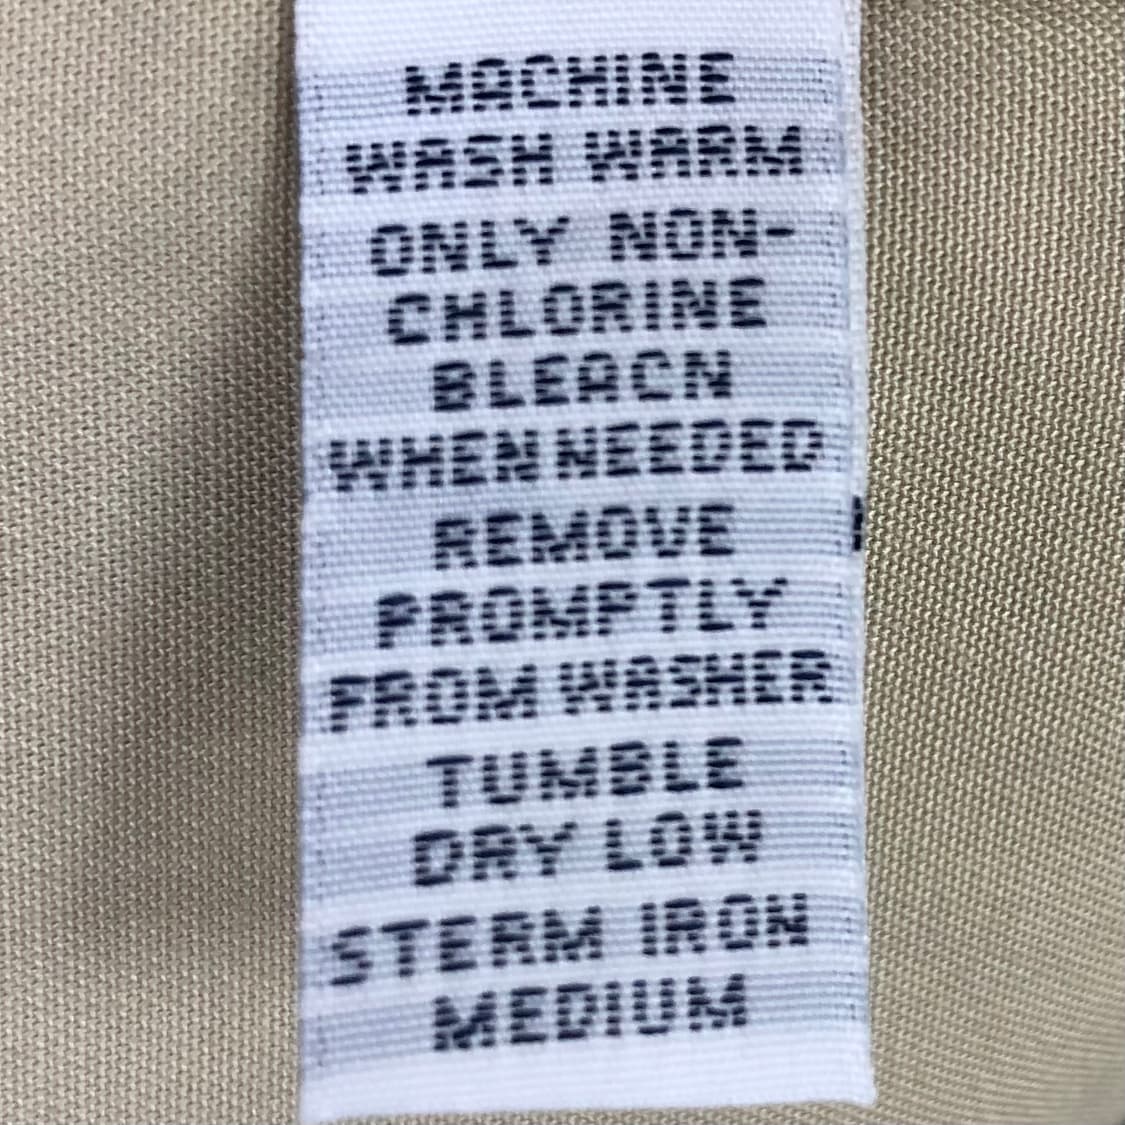 MACHINE
WASH WARM
ONLY NON-
CHLORINE
BLEACN
WHEN NEEDED
REMOVE
PROMPTLY
FROM WASHER
TUMBLE
DRY LOW
STERM IRON
MEDIUM